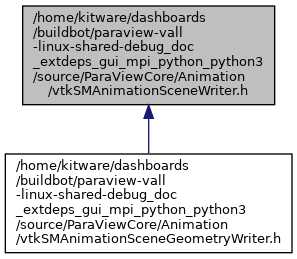 /home/kitware/dashboards
/buildbot/paraview-vall
-linux-shared-debug_doc
_extdeps_gui_mpi_python_python3
/source/ParaViewCore/Animation
/vtkSMAnimationSceneWriter.h
/home/kitware/dashboards
/buildbot/paraview-vall
-linux-shared-debug_doc
_extdeps_gui_mpi_python_python3
/source/ParaViewCore/Animation
/vtkSMAnimationSceneGeometryWriter.h